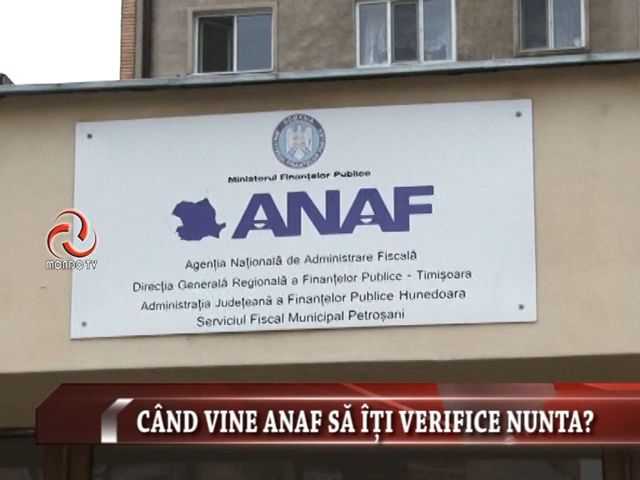 ROMÂNIA
Ministerul Finanțelor Publice
ANAF
Agenția Națională de Administrare Fiscală
Direcția Generală Regională a Finanțelor Publice - Timișoara
Administrația Județeană a Finanțelor Publice Hunedoara
Serviciul Fiscal Municipal Petroșani
MONDO TV
CÂND VINE ANAF SĂ ÎȚI VERIFICE NUNTA?